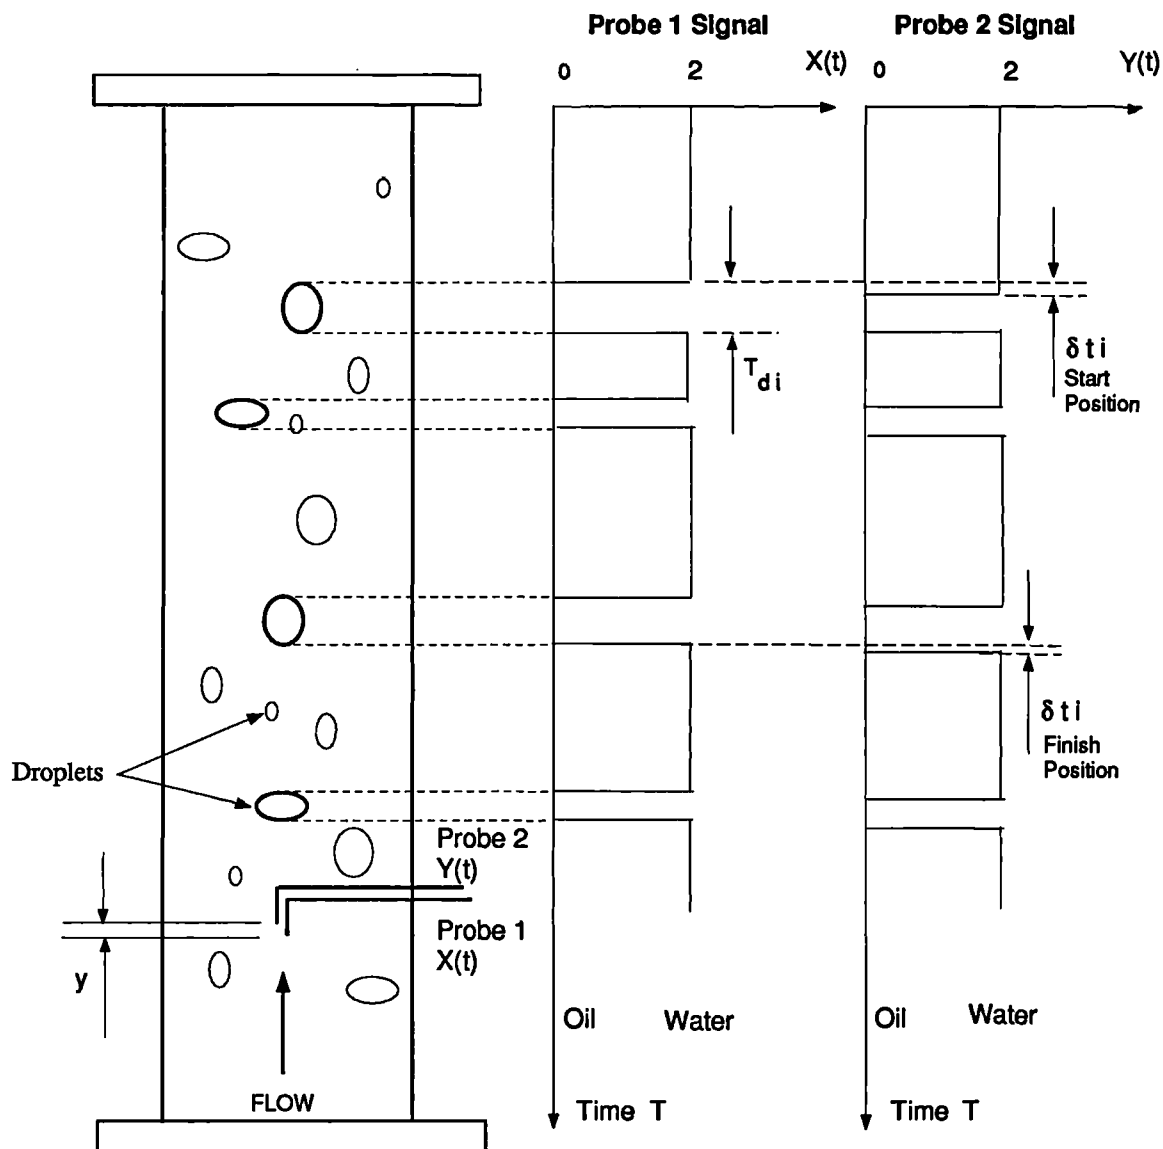 Probe 1 Signal
Probe 2 Signal
0 2 X(t)
0 2 Y(t)
T di
δ t i
Start
Position
δ t i
Finish
Position
Droplets
Probe 2
Y(t)
Probe 1
X(t)
y
FLOW
Oil Water
Oil Water
Time T
Time T